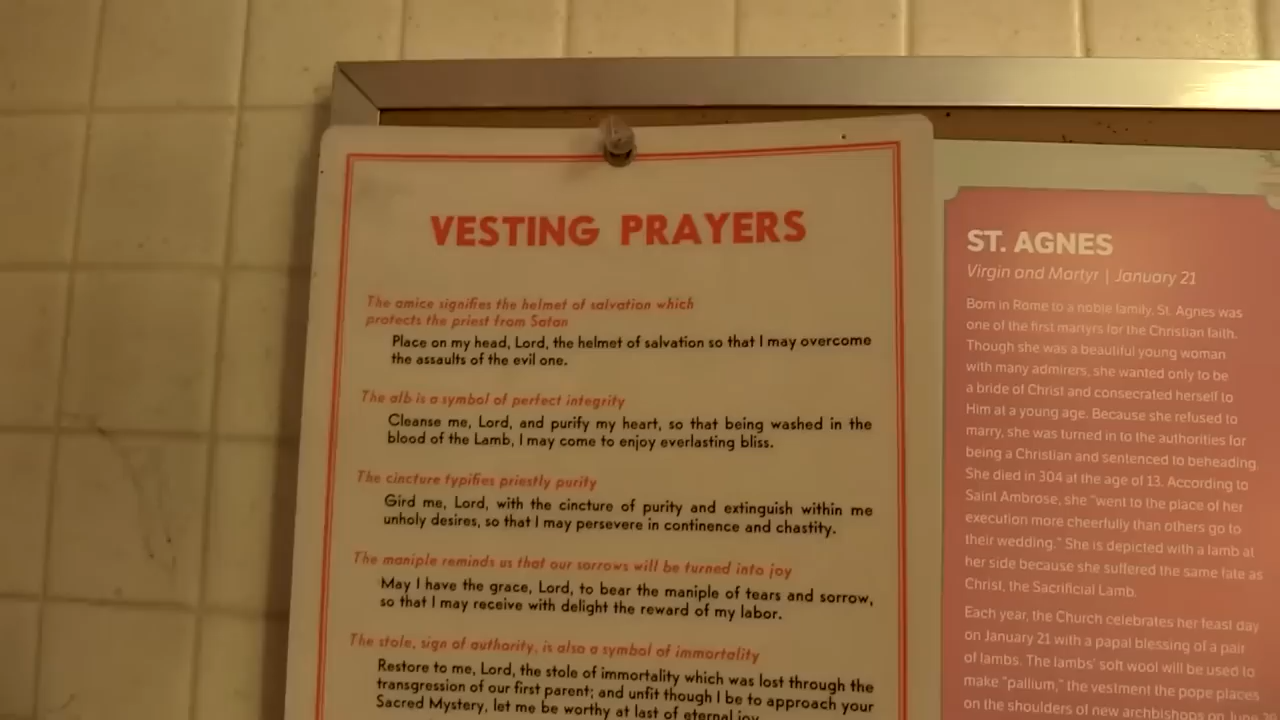 VESTING PRAYERS
The amice signifies the helmet of salvation which
protects the priest from Satan
Place on my head, Lord, the helmet of salvation so that I may overcome
the assaults of the evil one.
The alb is a symbol of perfect integrity
Cleanse me, Lord, and purify my heart, so that being washed in the
blood of the Lamb, I may come to enjoy everlasting bliss.
The cincture typifies priestly purity
Gird me, Lord, with the cincture of purity and extinguish within me
unholy desires, so that I may persevere in continence and chastity.
The maniple reminds us that our sorrows will be turned into joy
May I have the grace, Lord, to bear the maniple of tears and sorrow,
so that I may receive with delight the reward of my labor.
The stole, sign of authority, is also a symbol of immortality
Restore to me, Lord, the stole of immortality which was lost through the
transgression of our first parent; and unfit though I be to approach your
Sacred Mystery, let me be worthy at last of eternal joy.
ST. AGNES
Virgin and Martyr | January 21
Born in Rome to a noble family, St. Agnes was
one of the first martyrs for the Christian faith.
Though she was a beautiful young woman
with many admirers, she wanted only to be
a bride of Christ and consecrated herself to
Him at a young age. Because she refused to
marry, she was turned in to the authorities for
being a Christian and sentenced to beheading.
She died in 304 at the age of 13. According to
Saint Ambrose, she "went to the place of her
execution more cheerfully than others go to
their wedding." She is depicted with a lamb at
her side because she suffered the same fate as
Christ, the Sacrificial Lamb.
Each year, the Church celebrates her feast day
on January 21 with a papal blessing of a pair
of lambs. The lambs' soft wool will be used to
make "pallium," the vestment the pope places
on the shoulders of new archbishops on June